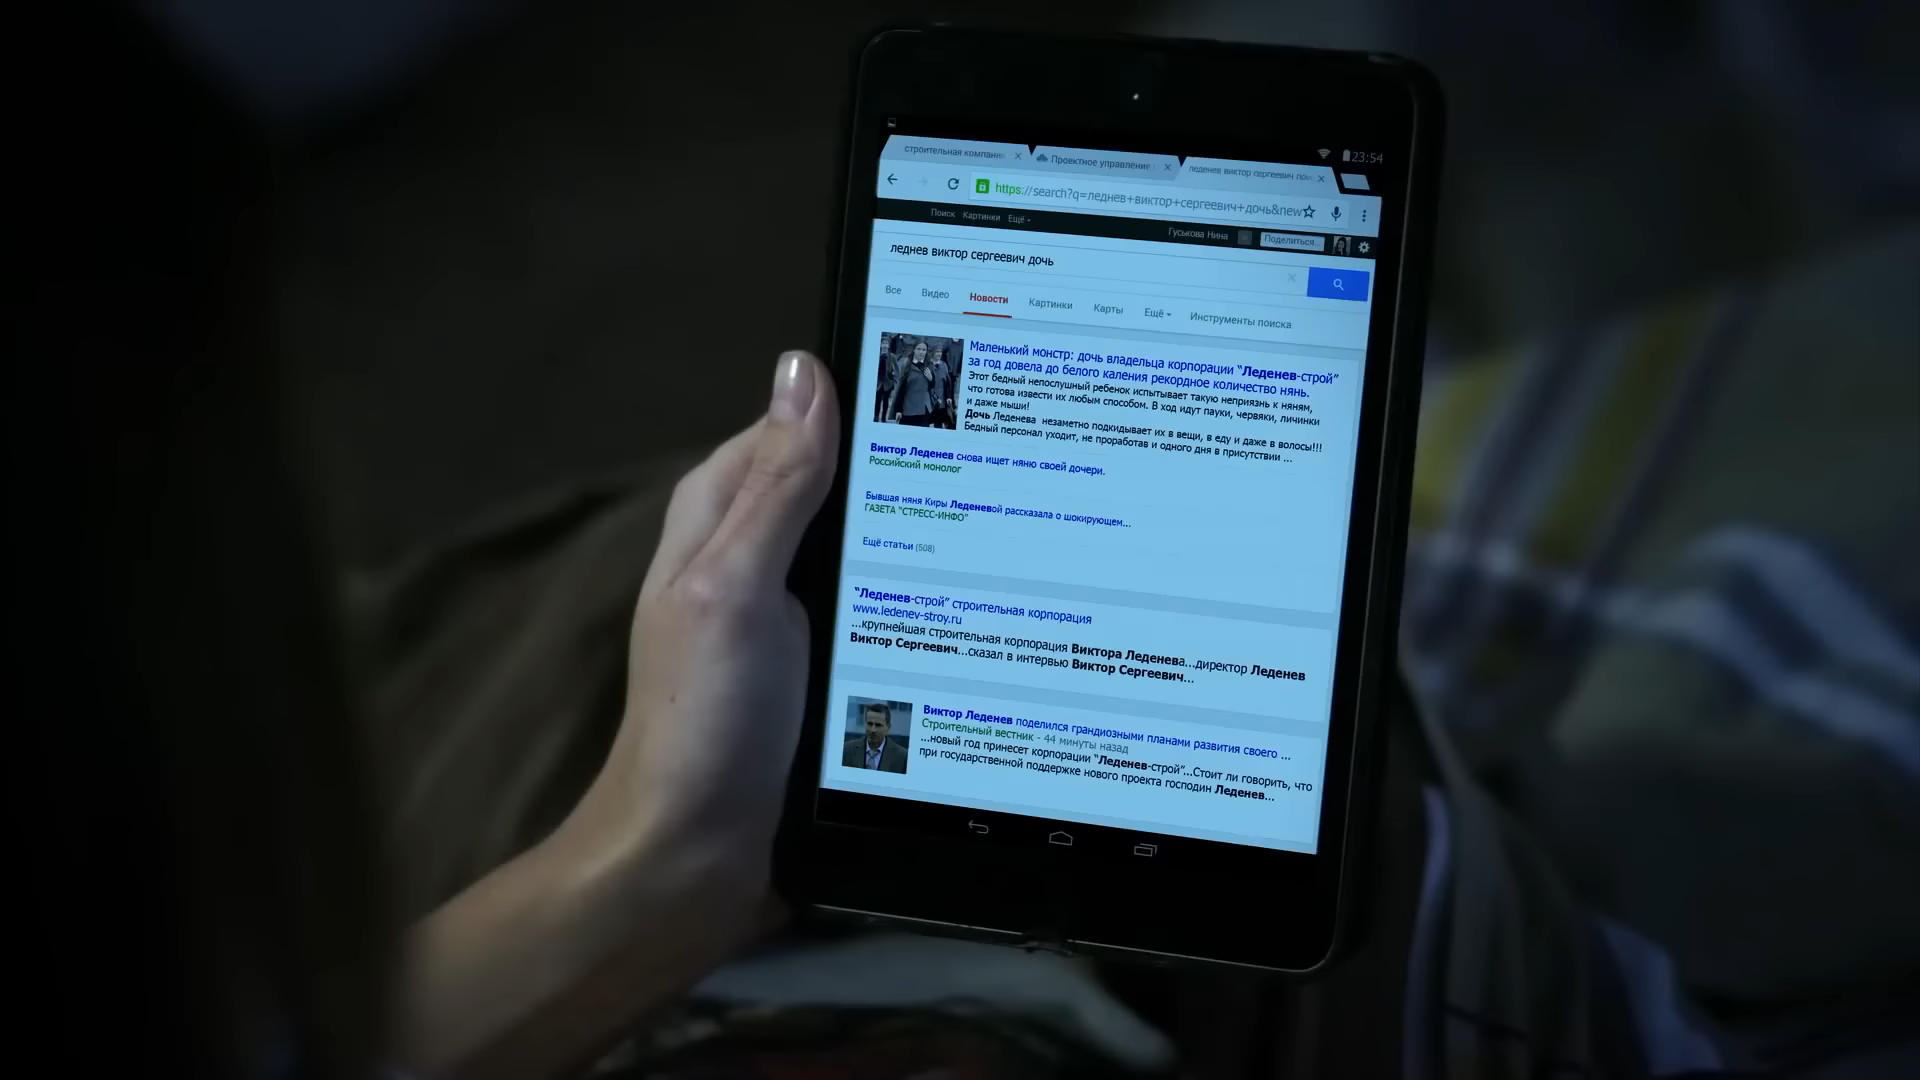 23:54
строительная компания
Проектное управление
леденев виктор сергеевич пои
https://search?q=леднев+виктор+сергеевич+дочь&new
Поиск Картинки Ещё
Гуськова Нина Поделиться...
леднев виктор сергеевич дочь
Все Видео Новости Картинки Карты Ещё Инструменты поиска
Маленький монстр: дочь владельца корпорации "Леденев-строй"
за год довела до белого каления рекордное количество нянь.
Этот бедный непослушный ребенок испытывает такую неприязнь к няням,
что готова извести их любым способом. В ход идут пауки, червяки, личинки
и даже мыши!
Дочь Леденева незаметно подкидывает их в вещи, в еду и даже в волосы!!!
Бедный персонал уходит, не проработав и одного дня в присутствии ...
Виктор Леденев снова ищет няню своей дочери.
Российский монолог
Бывшая няня Киры Леденевой рассказала о шокирующем...
ГАЗЕТА "СТРЕСС-ИНФО"
Ещё статьи (508)
"Леденев-строй" строительная корпорация
www.ledenev-stroy.ru
...крупнейшая строительная корпорация Виктора Леденева...директор Леденев
Виктор Сергеевич...сказал в интервью Виктор Сергеевич...
Виктор Леденев поделился грандиозными планами развития своего ...
Строительный вестник - 44 минуты назад
...новый год принесет корпорации "Леденев-строй"...Стоит ли говорить, что
при государственной поддержке нового проекта господин Леденев...